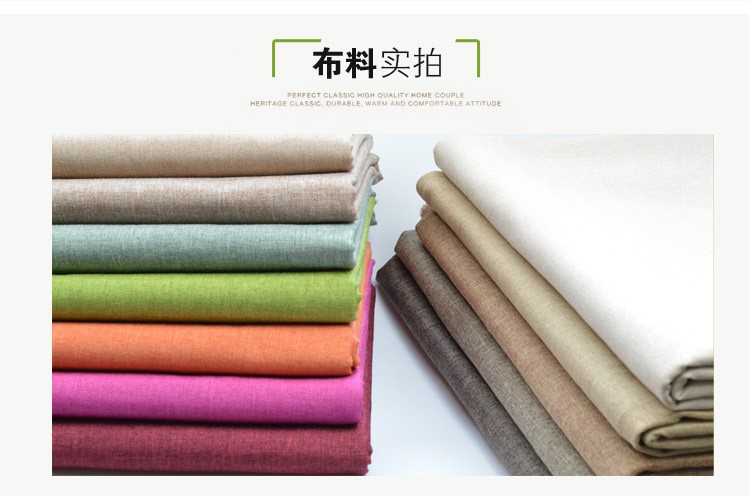 布料实拍
PERFECT CLASSIC HIGH QUALITY HOME COUPLE
HERITAGE CLASSIC, DURABLE, WARM AND COMFORTABLE ATTITUDE